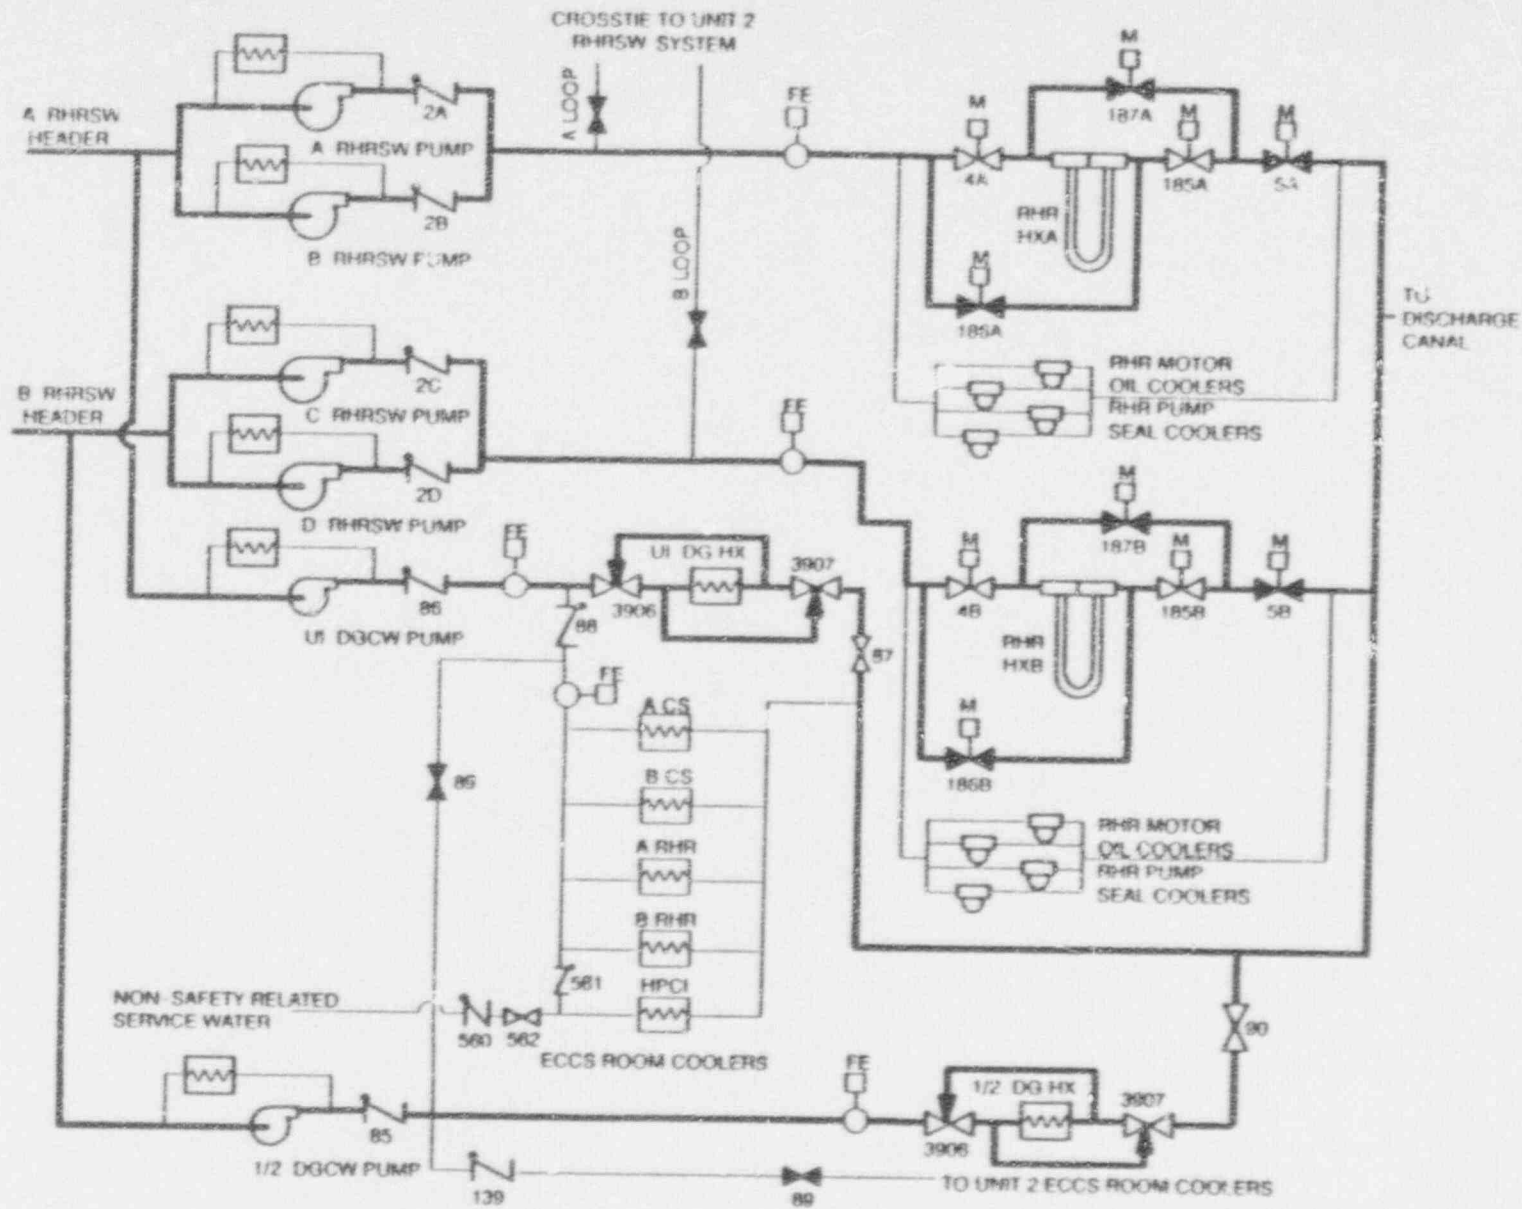 CROSSTIE TO UNIT 2
RHRSW SYSTEM
A RHRSW
HEADER
2A
A RHRSW PUMP
2B
B RHRSW PUMP
A LOOP
B LOOP
FE
M
4A
M
187A
M
185A
M
5A
RHR
HXA
M
186A
TO
DISCHARGE
CANAL
RHR MOTOR
OIL COOLERS
RHR PUMP
SEAL COOLERS
B RHRSW
HEADER
2C
C RHRSW PUMP
2D
D RHRSW PUMP
FE
M
4B
M
187B
M
185B
M
5B
RHR
HXB
M
186B
RHR MOTOR
OIL COOLERS
RHR PUMP
SEAL COOLERS
86
U1 DGCW PUMP
FE
88
3906
U1 DG HX
3907
87
FE
A CS
B CS
A RHR
B RHR
HPCI
ECCS ROOM COOLERS
561
NON-SAFETY RELATED
SERVICE WATER
560
562
85
1/2 DGCW PUMP
FE
3906
1/2 DG HX
3907
90
139
89
TO UNIT 2 ECCS ROOM COOLERS